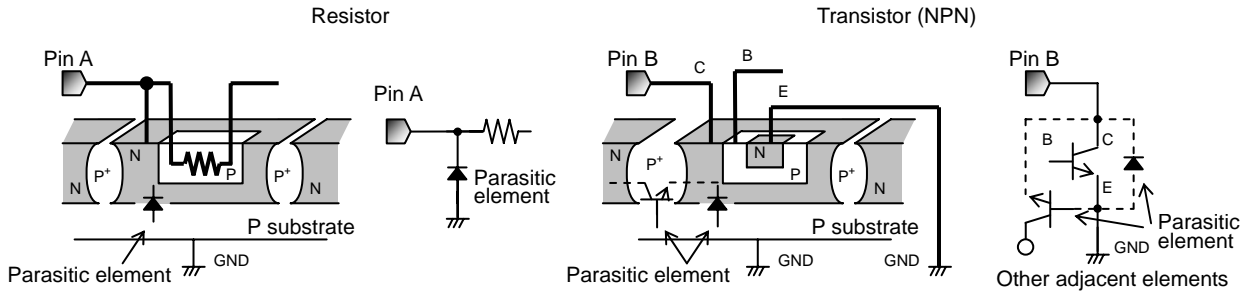 Resistor
Pin A
N
N
P+
P
P+
N
Parasitic element
P substrate
GND
Pin A
Parasitic
element
Transistor (NPN)
Pin B
C
B
E
N
P+
N
P
P+
N
P substrate
Parasitic element
GND
GND
Pin B
B
C
E
GND
Parasitic
element
Other adjacent elements